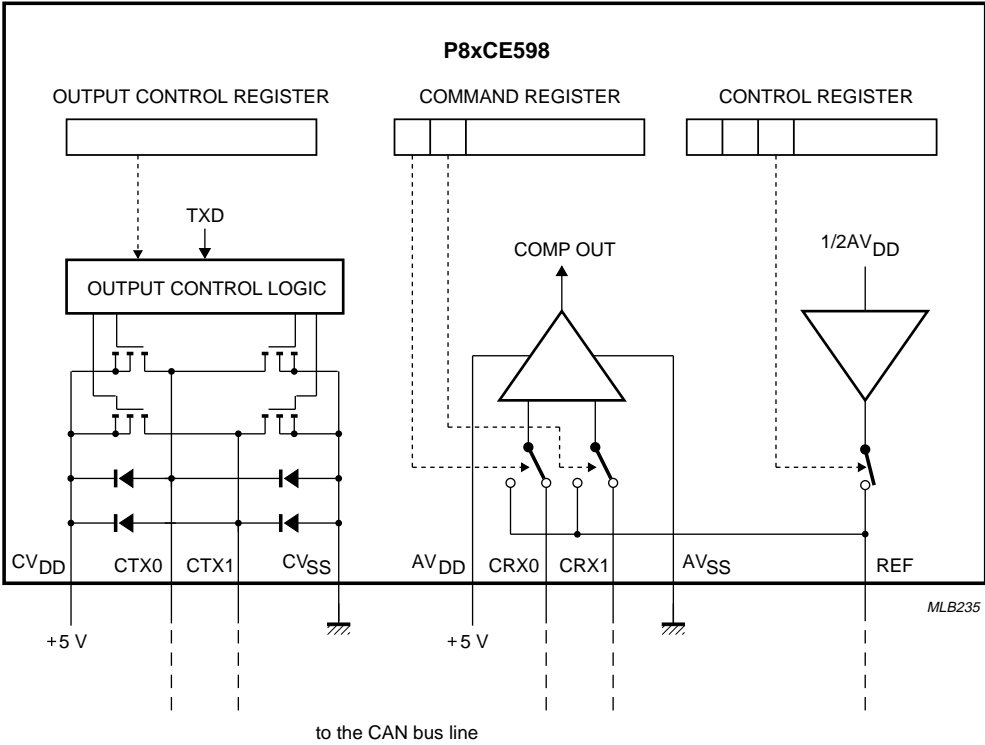 P8xCE598
OUTPUT CONTROL REGISTER
COMMAND REGISTER
CONTROL REGISTER
TXD
COMP OUT
1/2AVDD
OUTPUT CONTROL LOGIC
CVDD
CTX0
CTX1
CVSS
AVDD
CRX0
CRX1
AVSS
REF
MLB235
+5 V
+5 V
to the CAN bus line